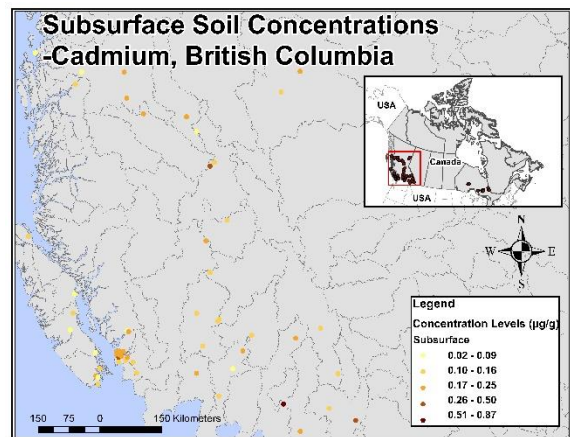 Subsurface Soil Concentrations
-Cadmium, British Columbia
USA
Canada
USA
N
W E
S
Legend
Concentration Levels (µg/g)
Subsurface
0.02 - 0.09
0.10 - 0.16
0.17 - 0.25
0.26 - 0.50
0.51 - 0.87
150 75 0 150 Kilometers